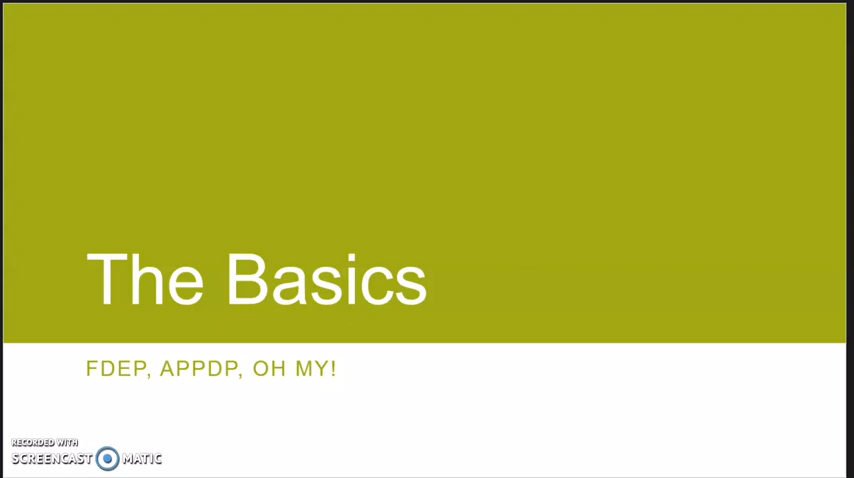 The Basics
FDEP, APPDP, OH MY!
RECORDED WITH
SCREENCAST MATIC